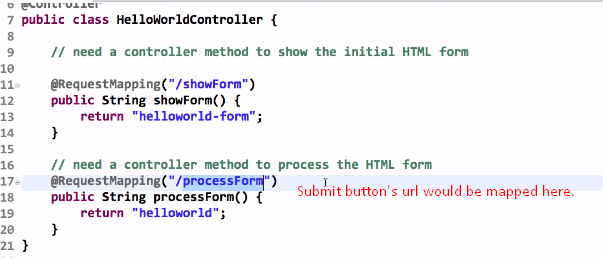 6 @Controller
7 public class HelloWorldController {
8
9 // need a controller method to show the initial HTML form
10
11 @RequestMapping("/showForm")
12 public String showForm() {
13 return "helloworld-form";
14 }
15
16 // need a controller method to process the HTML form
17 @RequestMapping("/processForm")
Submit button's url would be mapped here.
18 public String processForm() {
19 return "helloworld";
20 }
21 }